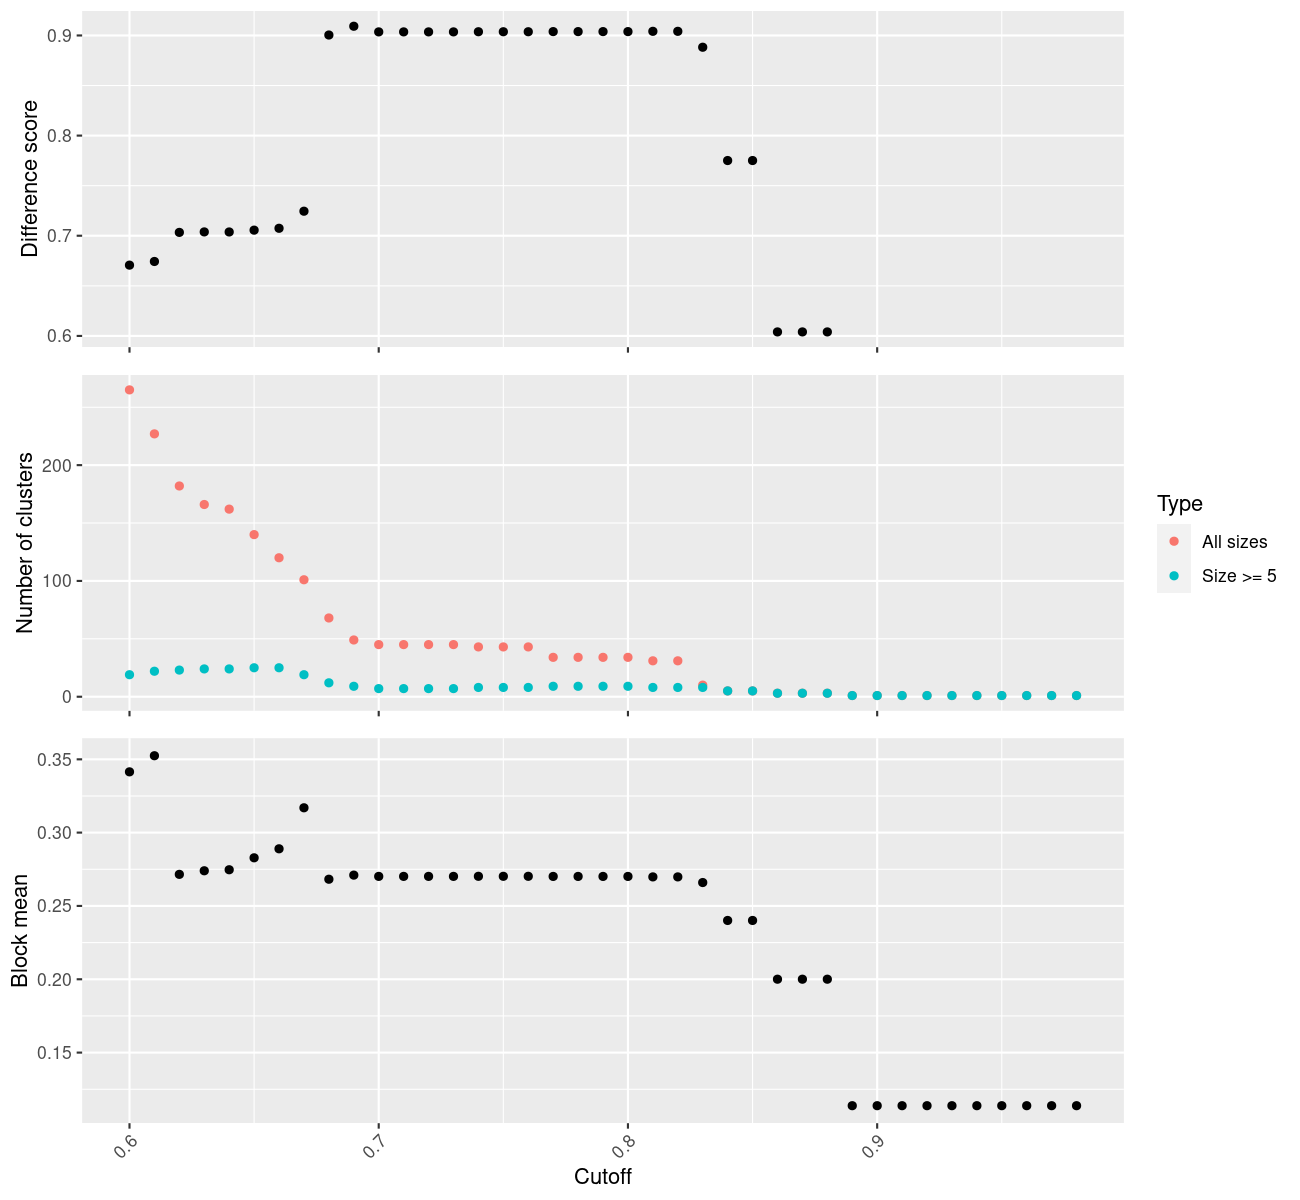 Difference score
0.9
0.8
0.7
0.6
Number of clusters
200
100
0
Type
All sizes
Size >= 5
Block mean
0.35
0.30
0.25
0.20
0.15
0.6 0.7 0.8 0.9
Cutoff